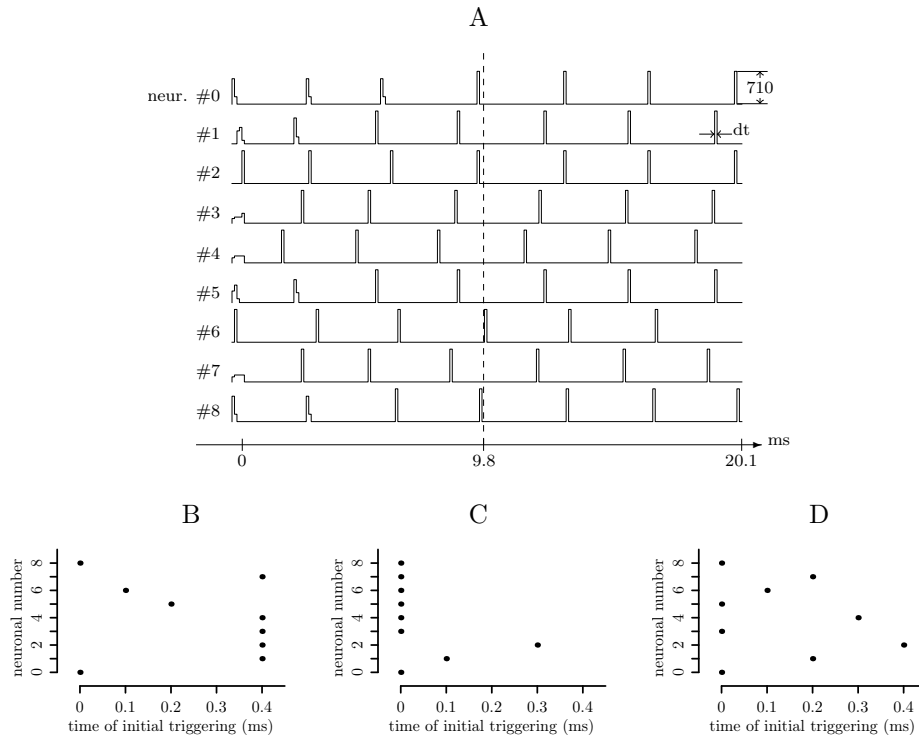 A
neur. #0
710
#1
dt
#2
#3
#4
#5
#6
#7
#8
ms
0 9.8 20.1
B
neuronal number
0 2 4 6 8
0 0.1 0.2 0.3 0.4
time of initial triggering (ms)
C
neuronal number
0 2 4 6 8
0 0.1 0.2 0.3 0.4
time of initial triggering (ms)
D
neuronal number
0 2 4 6 8
0 0.1 0.2 0.3 0.4
time of initial triggering (ms)